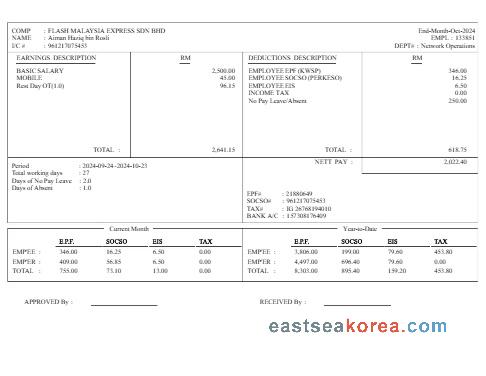 COMP : FLASH MALAYSIA EXPRESS SDN BHD End-Month-Oct-2024
NAME : Aiman Haziq bin Rosli EMPL : 133851
I/C # : 961217075453 DEPT# : Network Operations
EARNINGS DESCRIPTION RM DEDUCTIONS DESCRIPTION RM
BASIC SALARY 2,500.00 EMPLOYEE EPF (KWSP) 346.00
MOBILE 45.00 EMPLOYEE SOCSO (PERKESO) 16.25
Rest Day OT(1.0) 96.15 EMPLOYEE EIS 6.50
INCOME TAX 0.00
No Pay Leave/Absent 250.00
TOTAL : 2,641.15 TOTAL : 618.75
Period : 2024-09-24~2024-10-23 NETT PAY : 2,022.40
Total working days : 27
Days of No Pay Leave : 2.0
Days of Absent : 1.0
EPF# : 21880649
SOCSO# : 961217075453
TAX# : IG 26768194010
BANK A/C : 157308176409
Current Month Year-to-Date
E.P.F. SOCSO EIS TAX E.P.F. SOCSO EIS TAX
EMP'EE : 346.00 16.25 6.50 0.00 EMP'EE : 3,806.00 199.00 79.60 453.80
EMP'ER : 409.00 56.85 6.50 0.00 EMP'ER : 4,497.00 696.40 79.60 0.00
TOTAL : 755.00 73.10 13.00 0.00 TOTAL : 8,303.00 895.40 159.20 453.80
APPROVED By : RECEIVED By :
eastseakorea.com